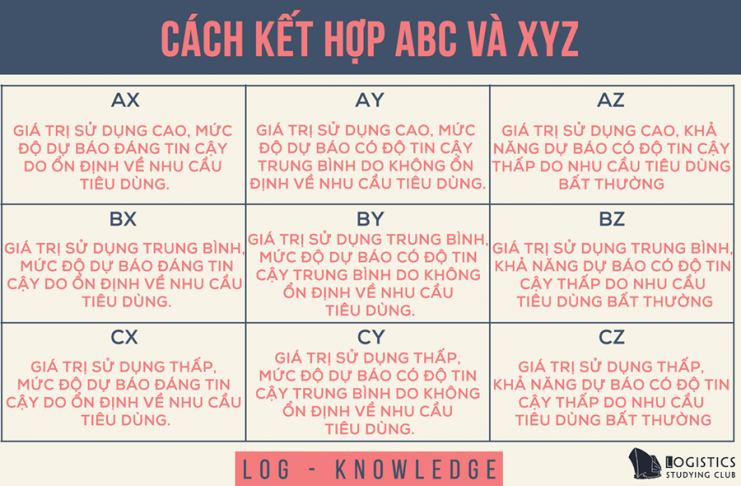 CÁCH KẾT HỢP ABC VÀ XYZ
AX
GIÁ TRỊ SỬ DỤNG CAO, MỨC
ĐỘ DỰ BÁO ĐÁNG TIN CẬY
DO ỔN ĐỊNH VỀ NHU CẦU
TIÊU DÙNG.
AY
GIÁ TRỊ SỬ DỤNG CAO, MỨC
ĐỘ DỰ BÁO CÓ ĐỘ TIN CẬY
TRUNG BÌNH DO KHÔNG ỔN
ĐỊNH VỀ NHU CẦU TIÊU DÙNG.
AZ
GIÁ TRỊ SỬ DỤNG CAO, KHẢ
NĂNG DỰ BÁO CÓ ĐỘ TIN CẬY
THẤP DO NHU CẦU TIÊU DÙNG
BẤT THƯỜNG
BX
GIÁ TRỊ SỬ DỤNG TRUNG BÌNH,
MỨC ĐỘ DỰ BÁO ĐÁNG TIN
CẬY DO ỔN ĐỊNH VỀ NHU CẦU
TIÊU DÙNG.
BY
GIÁ TRỊ SỬ DỤNG TRUNG BÌNH,
MỨC ĐỘ DỰ BÁO CÓ ĐỘ TIN
CẬY TRUNG BÌNH DO KHÔNG
ỔN ĐỊNH VỀ NHU CẦU
TIÊU DÙNG.
BZ
GIÁ TRỊ SỬ DỤNG TRUNG BÌNH,
KHẢ NĂNG DỰ BÁO CÓ ĐỘ TIN
CẬY THẤP DO NHU CẦU
TIÊU DÙNG BẤT THƯỜNG
CX
GIÁ TRỊ SỬ DỤNG THẤP,
MỨC ĐỘ DỰ BÁO ĐÁNG TIN
CẬY DO ỔN ĐỊNH VỀ NHU CẦU
TIÊU DÙNG.
CY
GIÁ TRỊ SỬ DỤNG THẤP,
MỨC ĐỘ DỰ BÁO CÓ ĐỘ TIN
CẬY TRUNG BÌNH DO KHÔNG
ỔN ĐỊNH VỀ NHU CẦU
TIÊU DÙNG.
CZ
GIÁ TRỊ SỬ DỤNG THẤP,
KHẢ NĂNG DỰ BÁO CÓ ĐỘ TIN
CẬY THẤP DO NHU CẦU
TIÊU DÙNG BẤT THƯỜNG
LOG - KNOWLEDGE
LOGISTICS
STUDYING CLUB